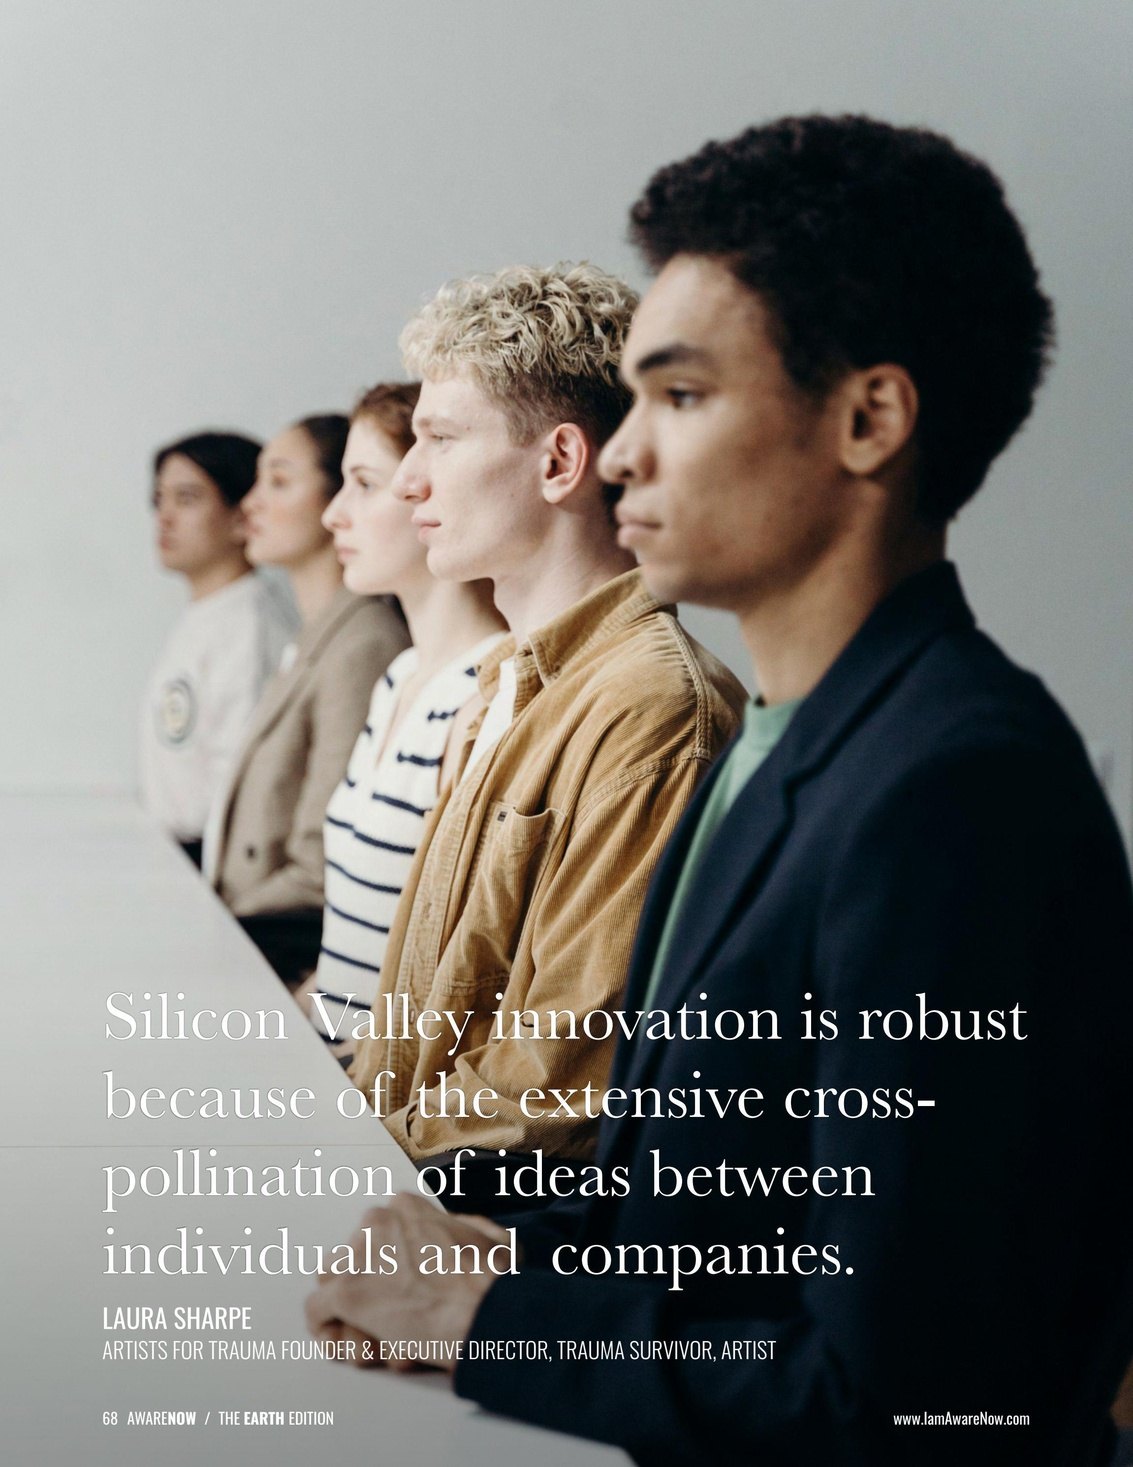 Silicon Valley innovation is robust
because of the extensive cross-
pollination of ideas between
individuals and companies.
LAURA SHARPE
ARTISTS FOR TRAUMA FOUNDER & EXECUTIVE DIRECTOR, TRAUMA SURVIVOR, ARTIST
68 AWARENOW / THE EARTH EDITION
www.IamAwareNow.com